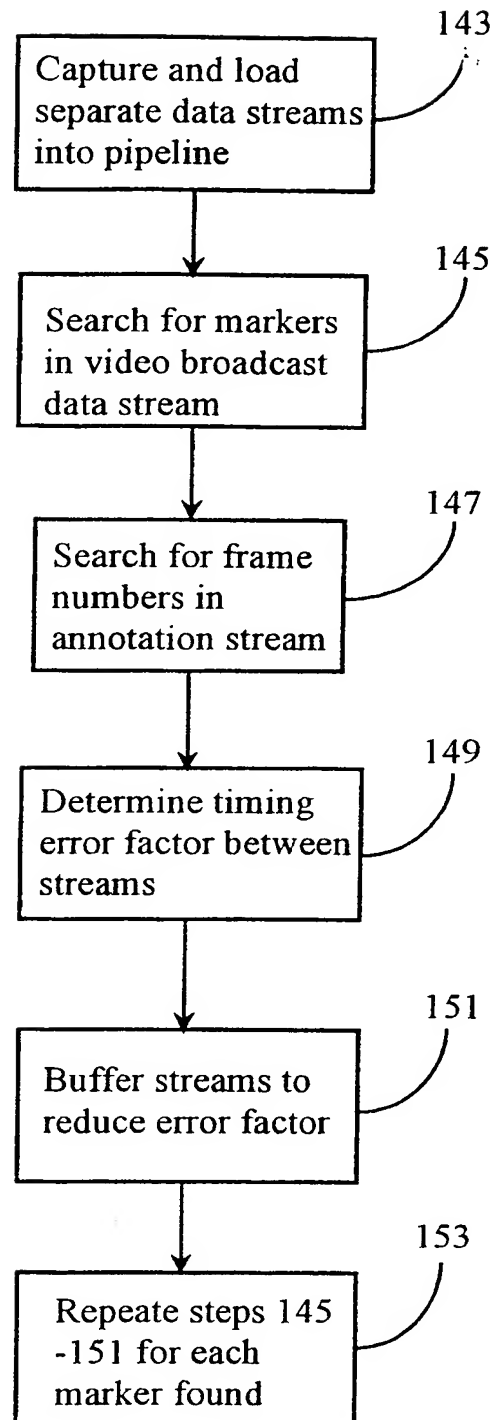 143
Capture and load
separate data streams
into pipeline
145
Search for markers
in video broadcast
data stream
147
Search for frame
numbers in
annotation stream
149
Determine timing
error factor between
streams
151
Buffer streams to
reduce error factor
153
Repeat steps 145
-151 for each
marker found